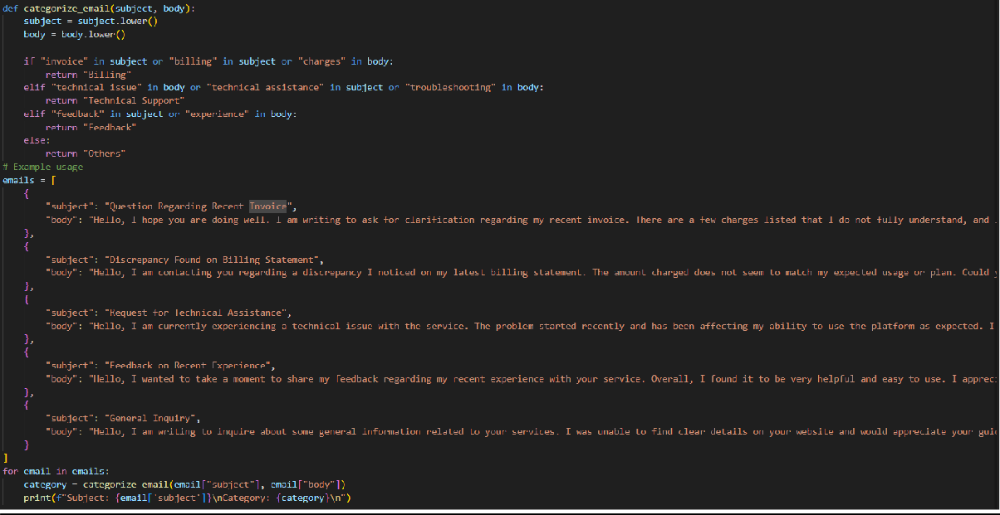 def categorize_email(subject, body):
    subject = subject.lower()
    body = body.lower()
    if "invoice" in subject or "billing" in subject or "charges" in body:
        return "Billing"
    elif "technical issue" in body or "technical assistance" in subject or "troubleshooting" in body:
        return "Technical Support"
    elif "feedback" in subject or "experience" in body:
        return "Feedback"
    else:
        return "Others"
# Example usage
emails = [
    {
        "subject": "Question Regarding Recent Invoice",
        "body": "Hello, I hope you are doing well. I am writing to ask for clarification regarding my recent invoice. There are a few charges listed that I do not fully understand, and
    },
    {
        "subject": "Discrepancy Found on Billing Statement",
        "body": "Hello, I am contacting you regarding a discrepancy I noticed on my latest billing statement. The amount charged does not seem to match my expected usage or plan. Could
    },
    {
        "subject": "Request for Technical Assistance",
        "body": "Hello, I am currently experiencing a technical issue with the service. The problem started recently and has been affecting my ability to use the platform as expected. I
    },
    {
        "subject": "Feedback on Recent Experience",
        "body": "Hello, I wanted to take a moment to share my feedback regarding my recent experience with your service. Overall, I found it to be very helpful and easy to use. I appreci
    },
    {
        "subject": "General Inquiry",
        "body": "Hello, I am writing to inquire about some general information related to your services. I was unable to find clear details on your website and would appreciate your guid
    }
]
for email in emails:
    category = categorize_email(email["subject"], email["body"])
    print(f"Subject: {email['subject']}\nCategory: {category}\n")